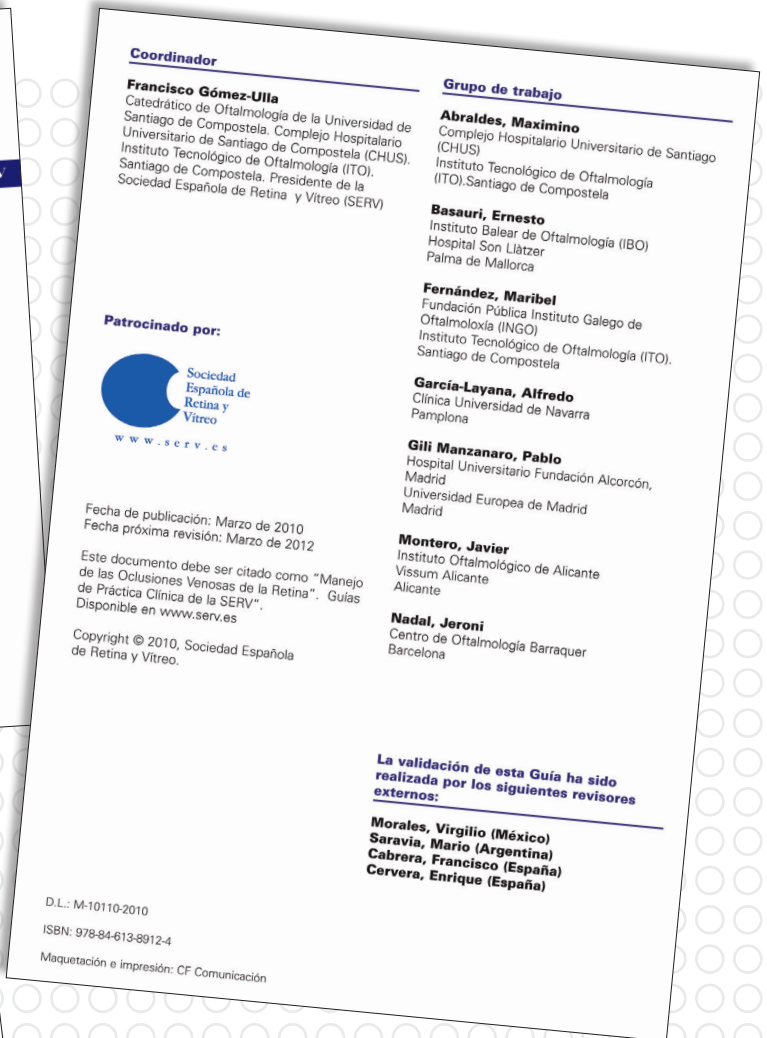 Coordinador
Francisco Gómez-Ulla
Catedrático de Oftalmología de la Universidad de
Santiago de Compostela. Complejo Hospitalario
Universitario de Santiago de Compostela (CHUS).
Instituto Tecnológico de Oftalmología (ITO).
Santiago de Compostela. Presidente de la
Sociedad Española de Retina y Vítreo (SERV)
Patrocinado por:
Sociedad
Española de
Retina y
Vítreo
www.serv.es
Fecha de publicación: Marzo de 2010
Fecha próxima revisión: Marzo de 2012
Este documento debe ser citado como “Manejo
de las Oclusiones Venosas de la Retina”. Guías
de Práctica Clínica de la SERV”.
Disponible en www.serv.es
Copyright © 2010, Sociedad Española
de Retina y Vítreo.
D.L.: M-10110-2010
ISBN: 978-84-613-8912-4
Maquetación e impresión: CF Comunicación
Grupo de trabajo
Abraldes, Maximino
Complejo Hospitalario Universitario de Santiago
(CHUS)
Instituto Tecnológico de Oftalmología
(ITO).Santiago de Compostela
Basauri, Ernesto
Instituto Balear de Oftalmología (IBO)
Hospital Son Llàtzer
Palma de Mallorca
Fernández, Maribel
Fundación Pública Instituto Galego de
Oftalmoloxía (INGO)
Instituto Tecnológico de Oftalmología (ITO).
Santiago de Compostela
García-Layana, Alfredo
Clínica Universidad de Navarra
Pamplona
Gili Manzanaro, Pablo
Hospital Universitario Fundación Alcorcón,
Madrid
Universidad Europea de Madrid
Madrid
Montero, Javier
Instituto Oftalmológico de Alicante
Vissum Alicante
Alicante
Nadal, Jeroni
Centro de Oftalmología Barraquer
Barcelona
La validación de esta Guía ha sido
realizada por los siguientes revisores
externos:
Morales, Virgilio (México)
Saravia, Mario (Argentina)
Cabrera, Francisco (España)
Cervera, Enrique (España)